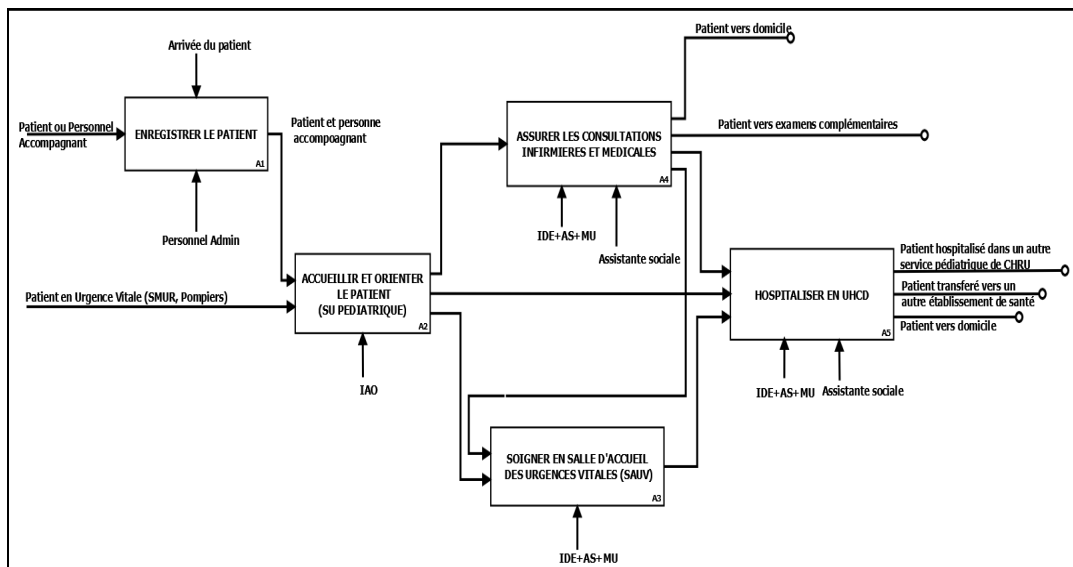 Patient vers domicile
Arrivée du patient
ENREGISTRER LE PATIENT
A1
Patient ou Personnel
Accompagnant
Patient et personne
accompoagnant
Personnel Admin
ASSURER LES CONSULTATIONS
INFIRMIERES ET MEDICALES
A4
Patient vers examens complémentaires
IDE+AS+MU
Assistante sociale
ACCUEILLIR ET ORIENTER
LE PATIENT
(SU PEDIATRIQUE)
A2
Patient en Urgence Vitale (SMUR, Pompiers)
IAO
HOSPITALISER EN UHCD
A5
Patient hospitalisé dans un autre
service pédiatrique de CHRU
Patient transferé vers un
autre établissement de santé
Patient vers domicile
IDE+AS+MU
Assistante sociale
SOIGNER EN SALLE D'ACCUEIL
DES URGENCES VITALES (SAUV)
A3
IDE+AS+MU